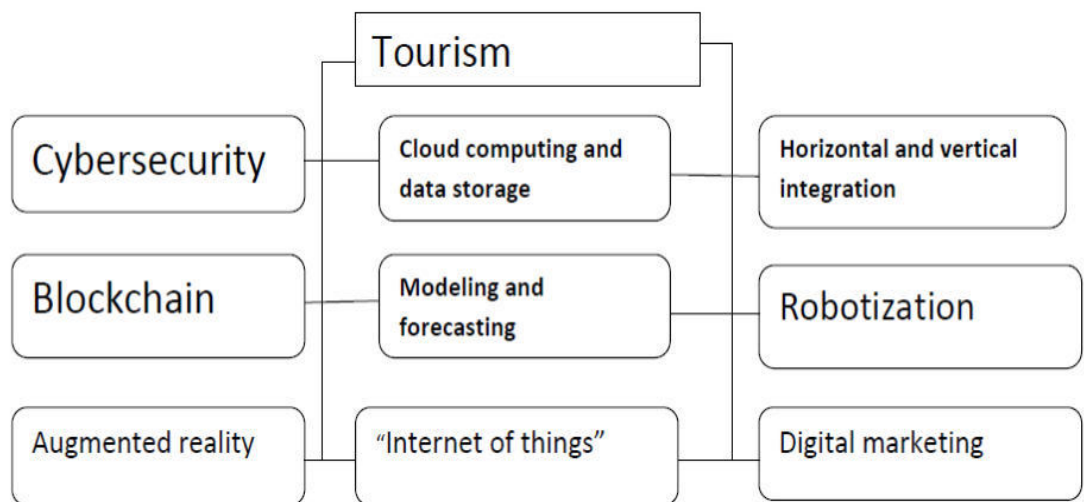 Tourism
Cybersecurity
Cloud computing and
data storage
Horizontal and vertical
integration
Blockchain
Modeling and
forecasting
Robotization
Augmented reality
“Internet of things”
Digital marketing